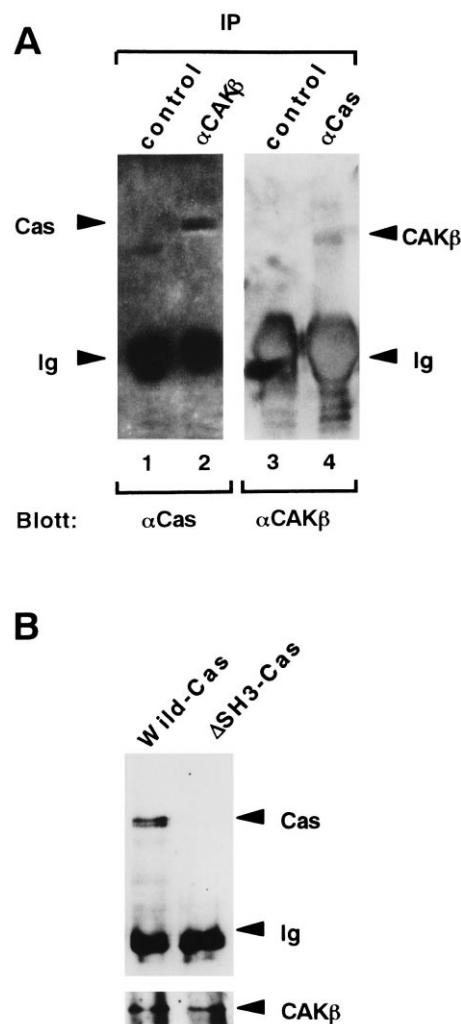 A
IP
control αCAKβ control αCas
Cas CAKβ
Ig Ig
1 2 3 4
Blott: αCas αCAKβ
B
Wild-Cas ΔSH3-Cas
Cas
Ig
CAKβ